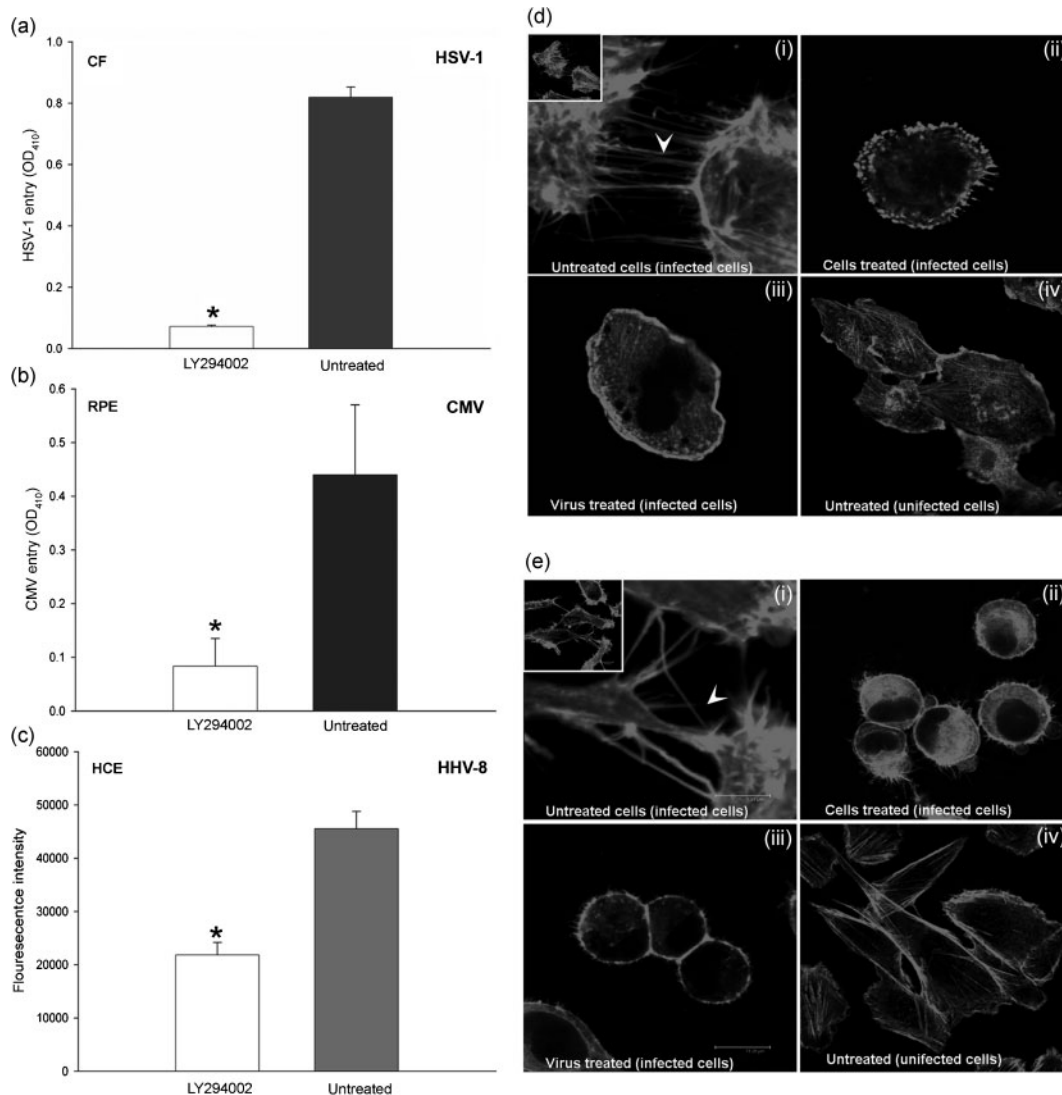 (a)
CF
HSV-1
HSV-1 entry (OD410)
1.0
0.8
0.6
0.4
0.2
0.0
*
LY294002
Untreated
(b)
RPE
CMV
CMV entry (OD410)
0.6
0.5
0.4
0.3
0.2
0.1
0.0
*
LY294002
Untreated
(c)
HCE
HHV-8
Flouresecentce intensity
60000
50000
40000
30000
20000
10000
0
*
LY294002
Untreated
(d)
(i)
Untreated cells (infected cells)
(ii)
Cells treated (infected cells)
(iii)
Virus treated (infected cells)
(iv)
Untreated (unifected cells)
(e)
(i)
Untreated cells (infected cells)
(ii)
Cells treated (infected cells)
(iii)
Virus treated (infected cells)
(iv)
Untreated (unifected cells)